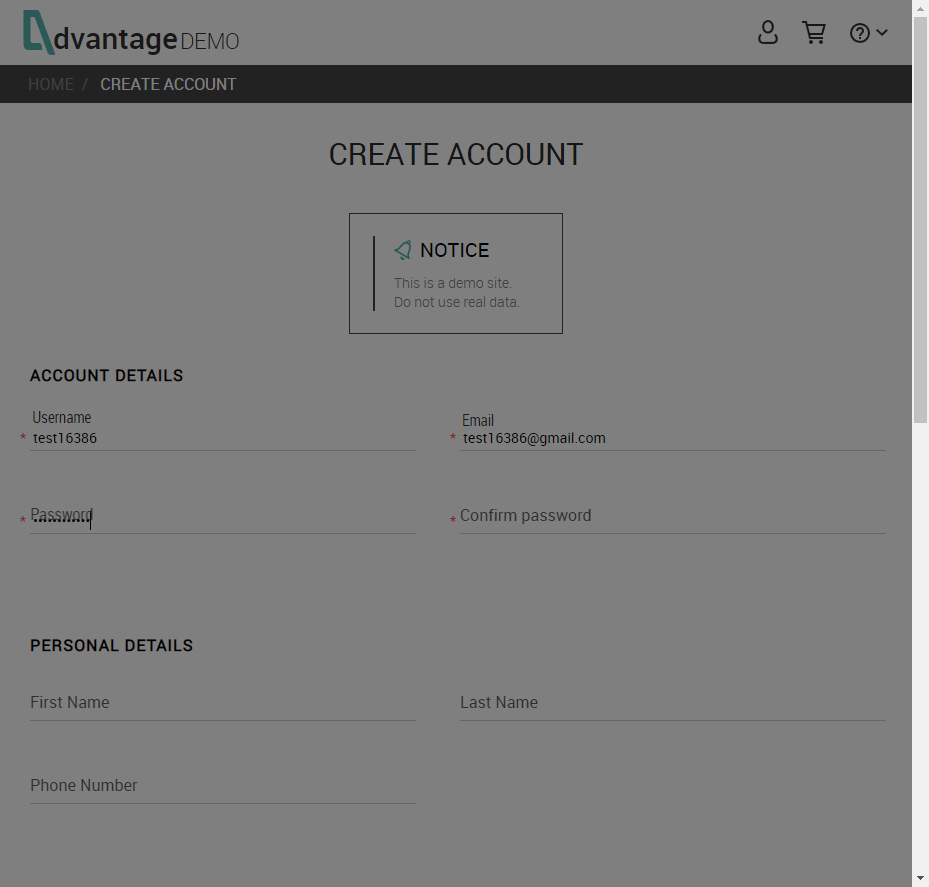 dvantage DEMO
HOME / CREATE ACCOUNT
CREATE ACCOUNT
NOTICE
This is a demo site.
Do not use real data.
ACCOUNT DETAILS
Username
* test16386
Email
* test16386@gmail.com
* Password
* Confirm password
PERSONAL DETAILS
First Name
Last Name
Phone Number